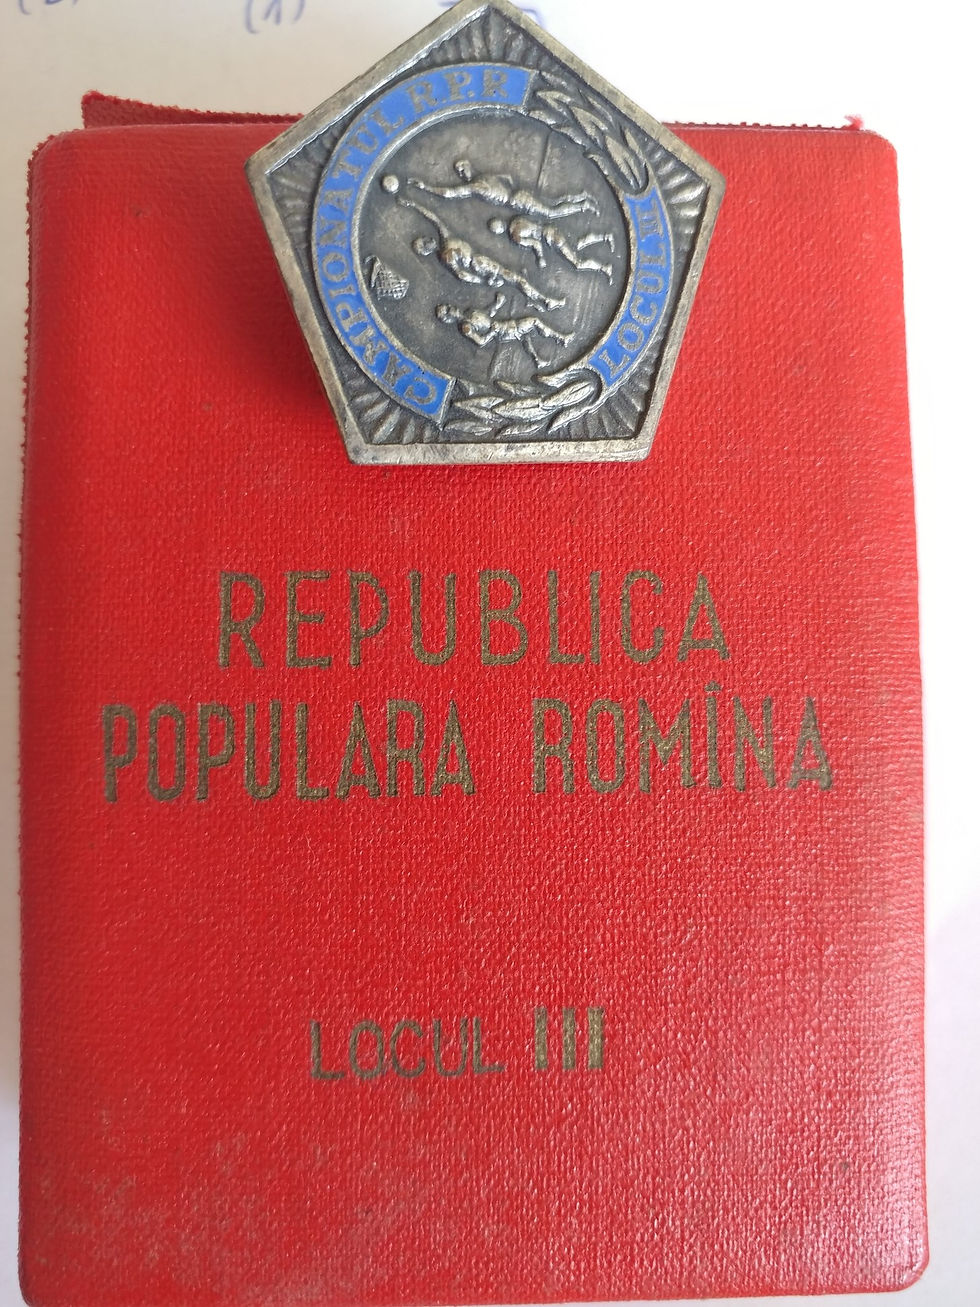 CAMPIONATUL R.P.R
LOCUL III
REPUBLICA
POPULARA ROMÎNA
LOCUL III